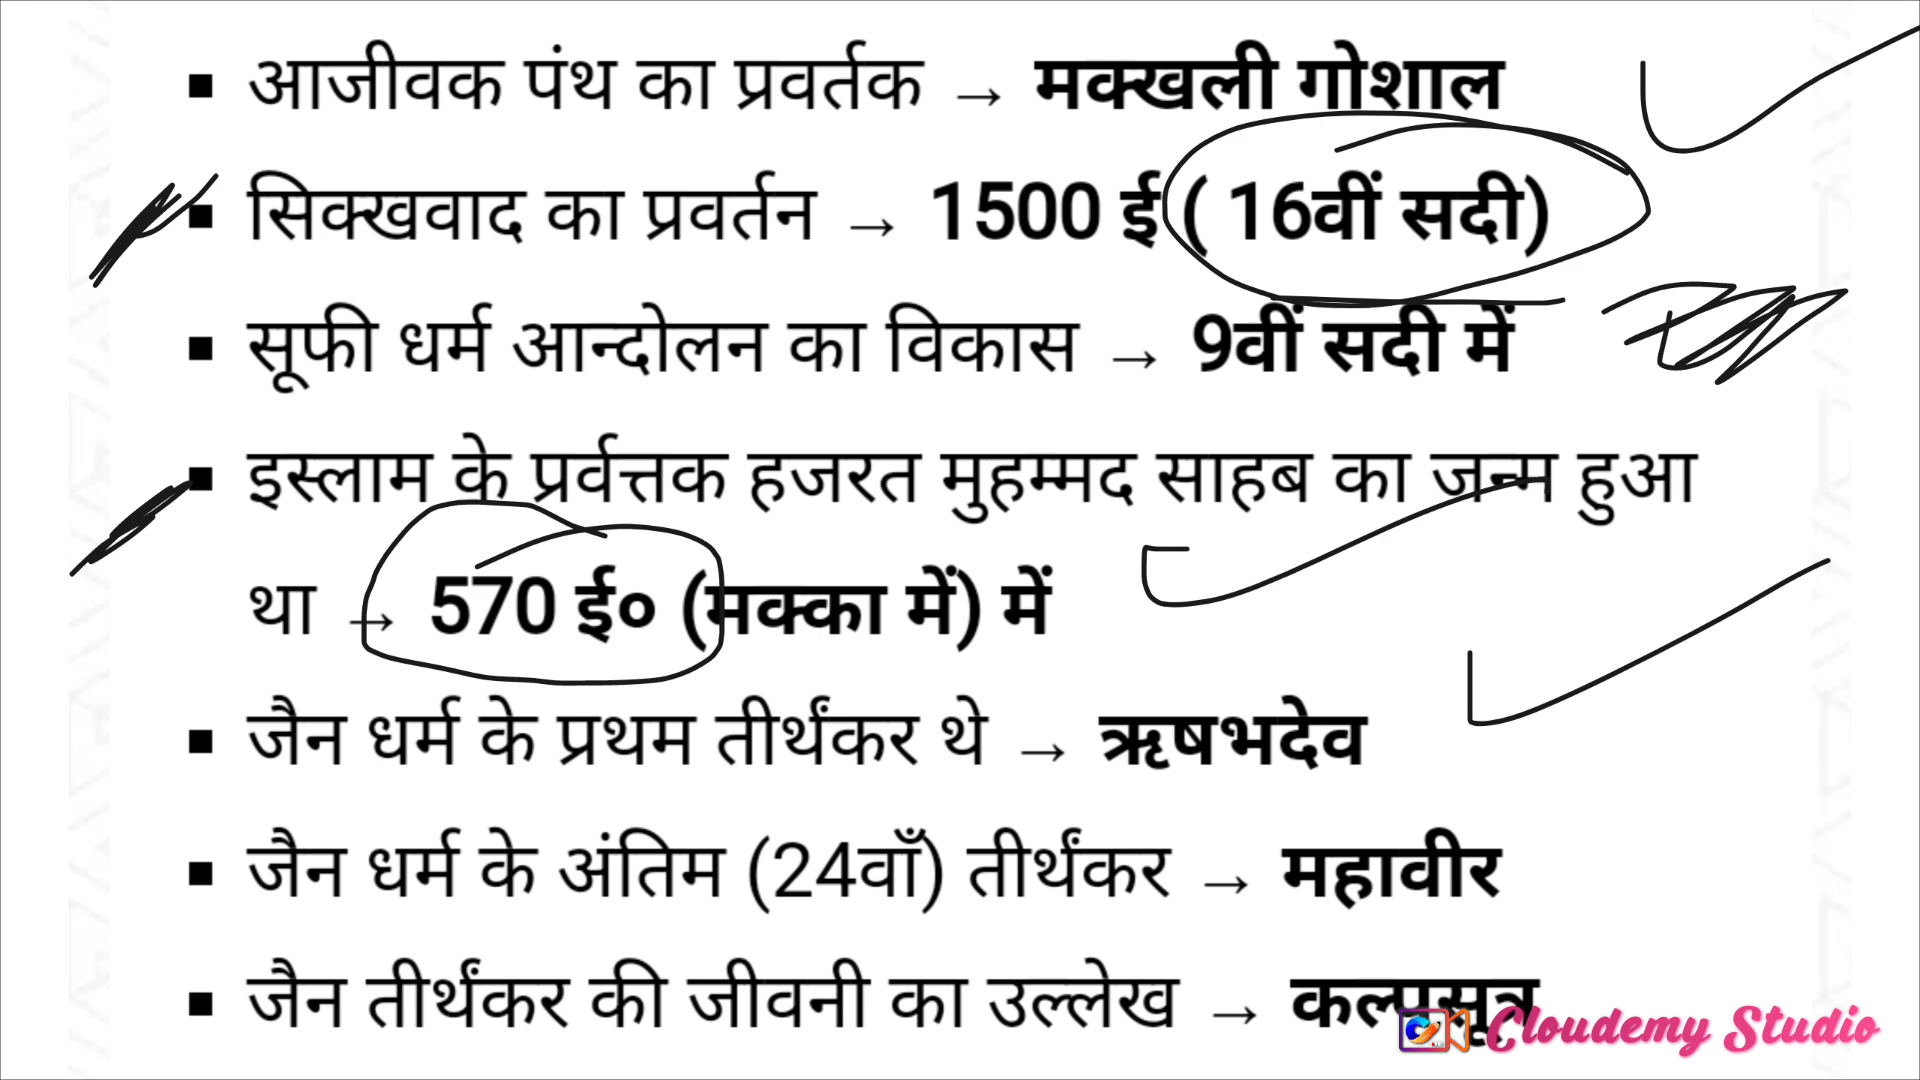 ▪ आजीवक पंथ का प्रवर्तक → मक्खली गोशाल
▪ सिक्खवाद का प्रवर्तन → 1500 ई ( 16वीं सदी)
▪ सूफी धर्म आन्दोलन का विकास → 9वीं सदी में
▪ इस्लाम के प्रर्वत्तक हजरत मुहम्मद साहब का जन्म हुआ
था → 570 ई० (मक्का में) में
▪ जैन धर्म के प्रथम तीर्थंकर थे → ऋषभदेव
▪ जैन धर्म के अंतिम (24वाँ) तीर्थंकर → महावीर
▪ जैन तीर्थंकर की जीवनी का उल्लेख → कल्पसूत्र
Cloudemy Studio